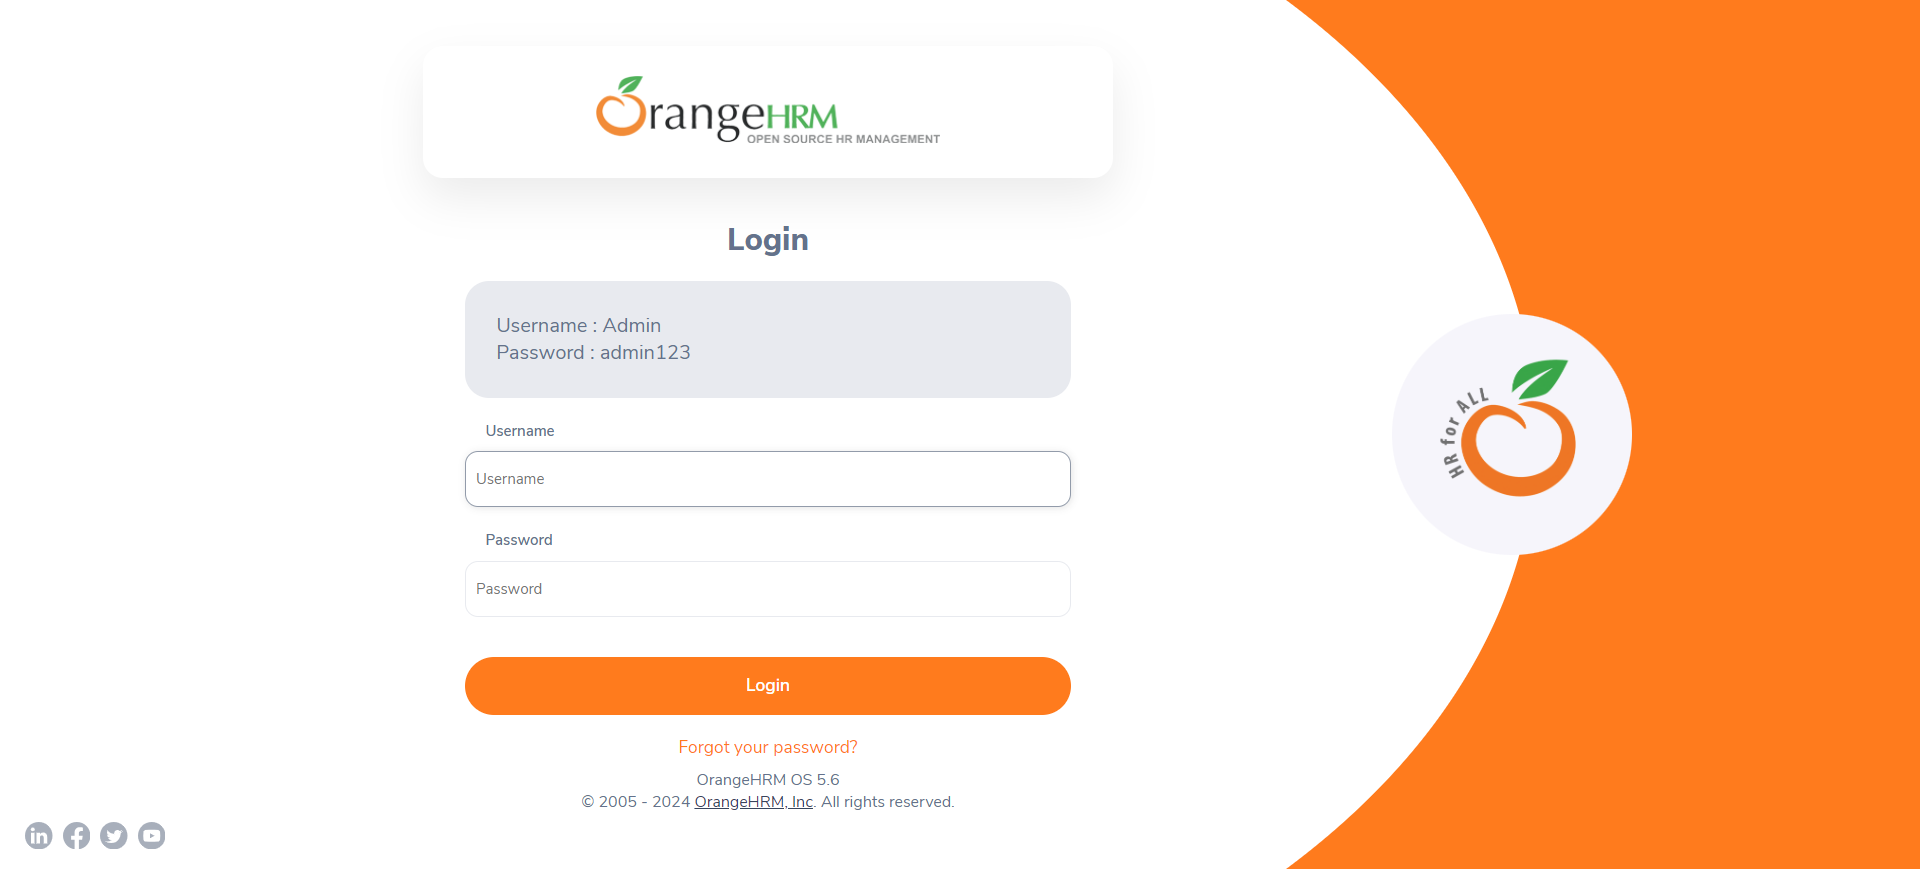 OrangeHRM
OPEN SOURCE HR MANAGEMENT
Login
Username : Admin
Password : admin123
Username
Username
Password
Password
Login
Forgot your password?
OrangeHRM OS 5.6
© 2005 - 2024 OrangeHRM, Inc. All rights reserved.
HR for ALL